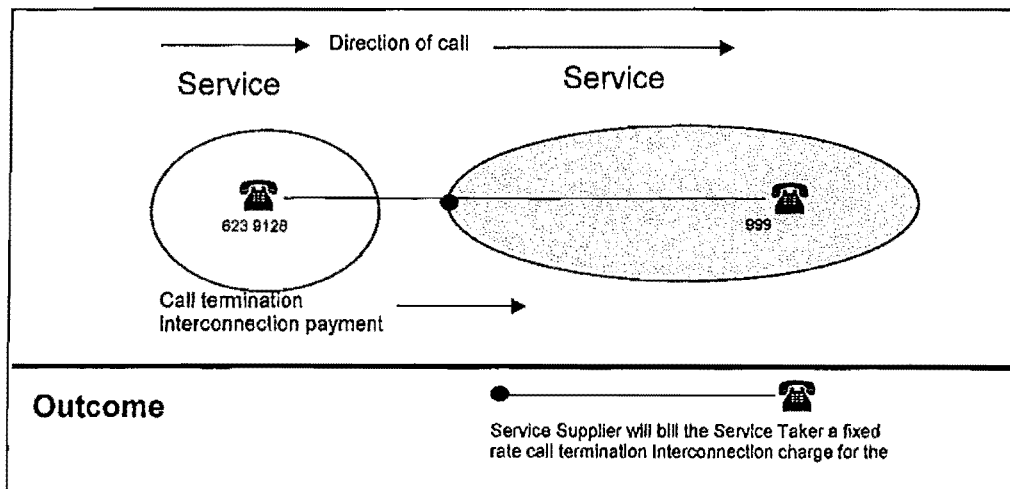 Direction of call
Service
Service
623 9128
999
Call termination
Interconnection payment
Outcome
Service Supplier will bill the Service Taker a fixed
rate call termination Interconnection charge for the